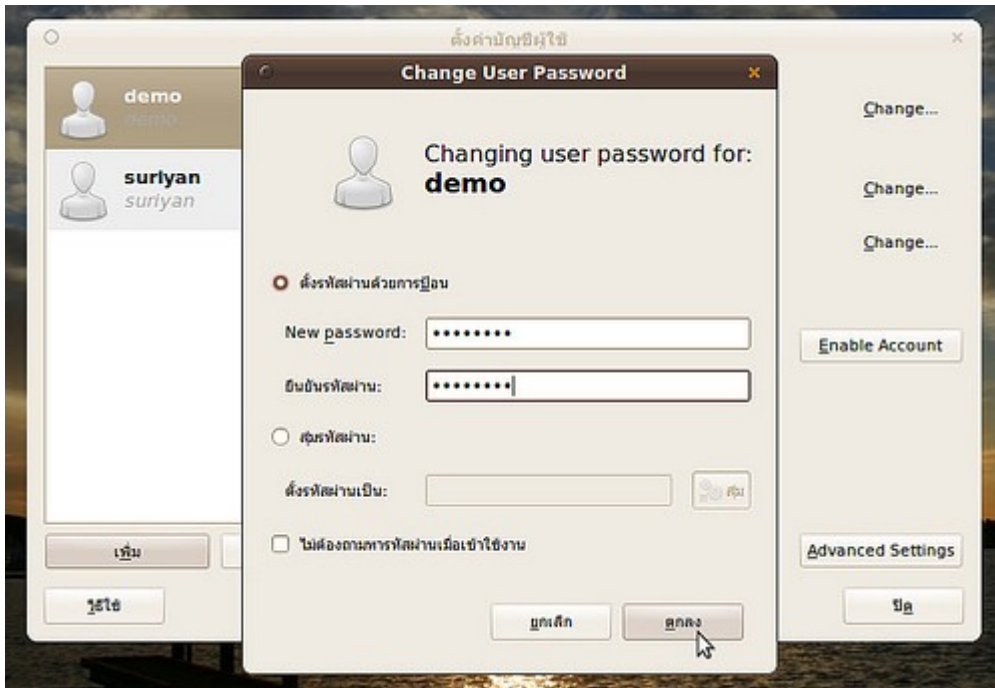 ตั้งค่าบัญชีผู้ใช้
Change User Password
demo
demo
suriyan
suriyan
Changing user password for:
demo
Change...
Change...
Change...
ตั้งรหัสผ่านด้วยการป้อน
New password:
ยืนยันรหัสผ่าน:
Enable Account
สุ่มรหัสผ่าน:
ตั้งรหัสผ่านเป็น:
สุ่ม
ไม่ต้องถามหารหัสผ่านเมื่อเข้าใช้งาน
เพิ่ม
Advanced Settings
วิธีใช้
ยกเลิก
ตกลง
ปิด